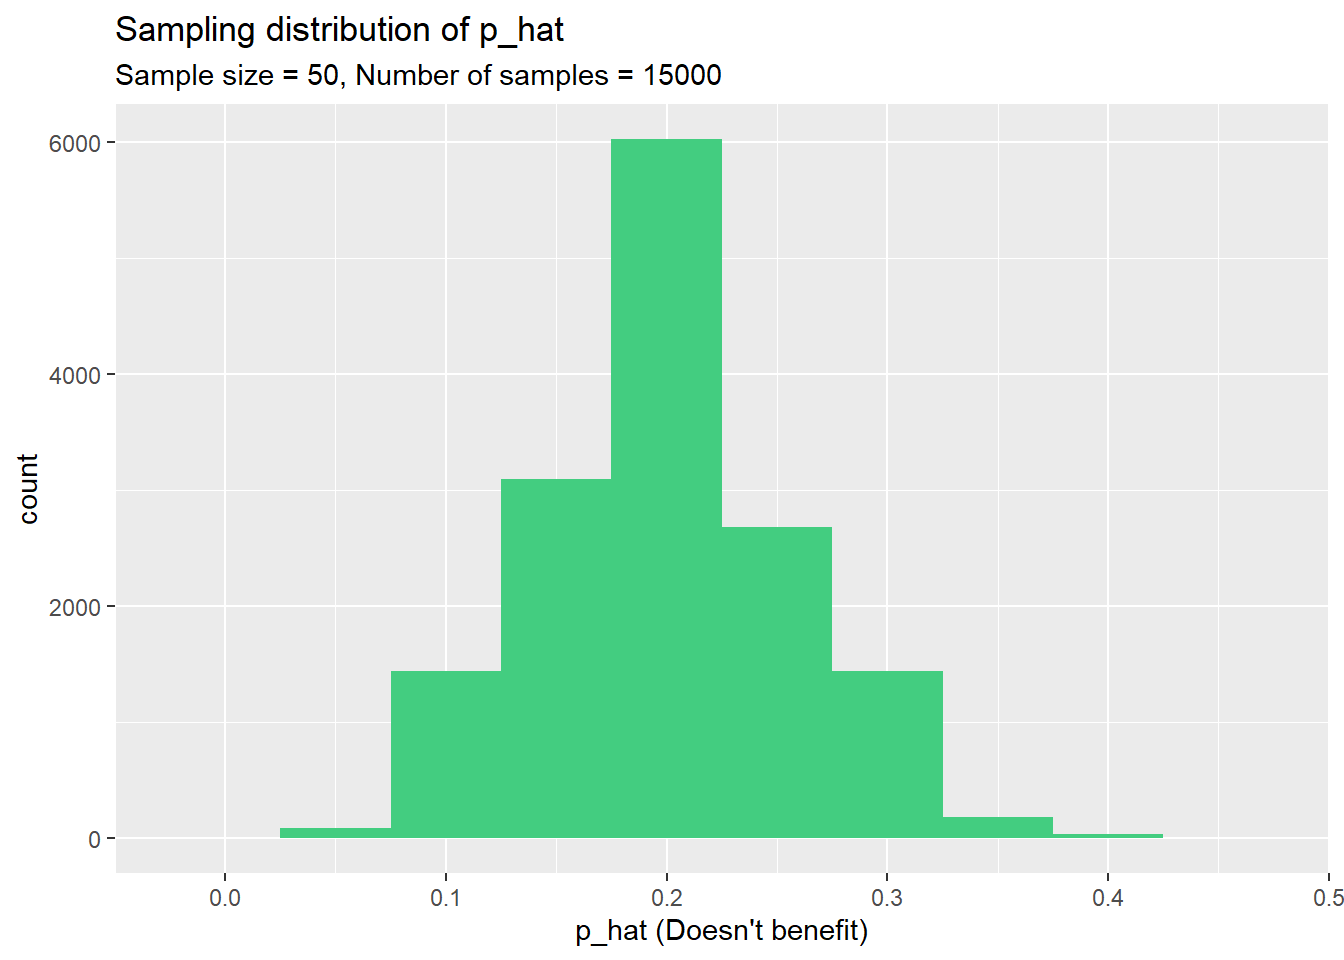 Sampling distribution of p_hat
Sample size = 50, Number of samples = 15000
6000
4000
2000
0
count
0.0 0.1 0.2 0.3 0.4 0.5
p_hat (Doesn't benefit)